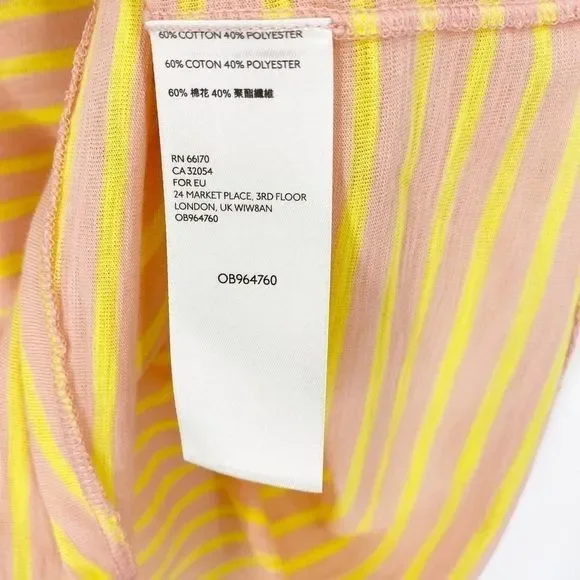 60% COTTON 40% POLYESTER
60% COTON 40% POLYESTER
60% 棉花 40% 聚酯纖維
RN 66170
CA 32054
FOR EU
24 MARKET PLACE, 3RD FLOOR
LONDON, UK W1W8AN
OB964760
OB964760